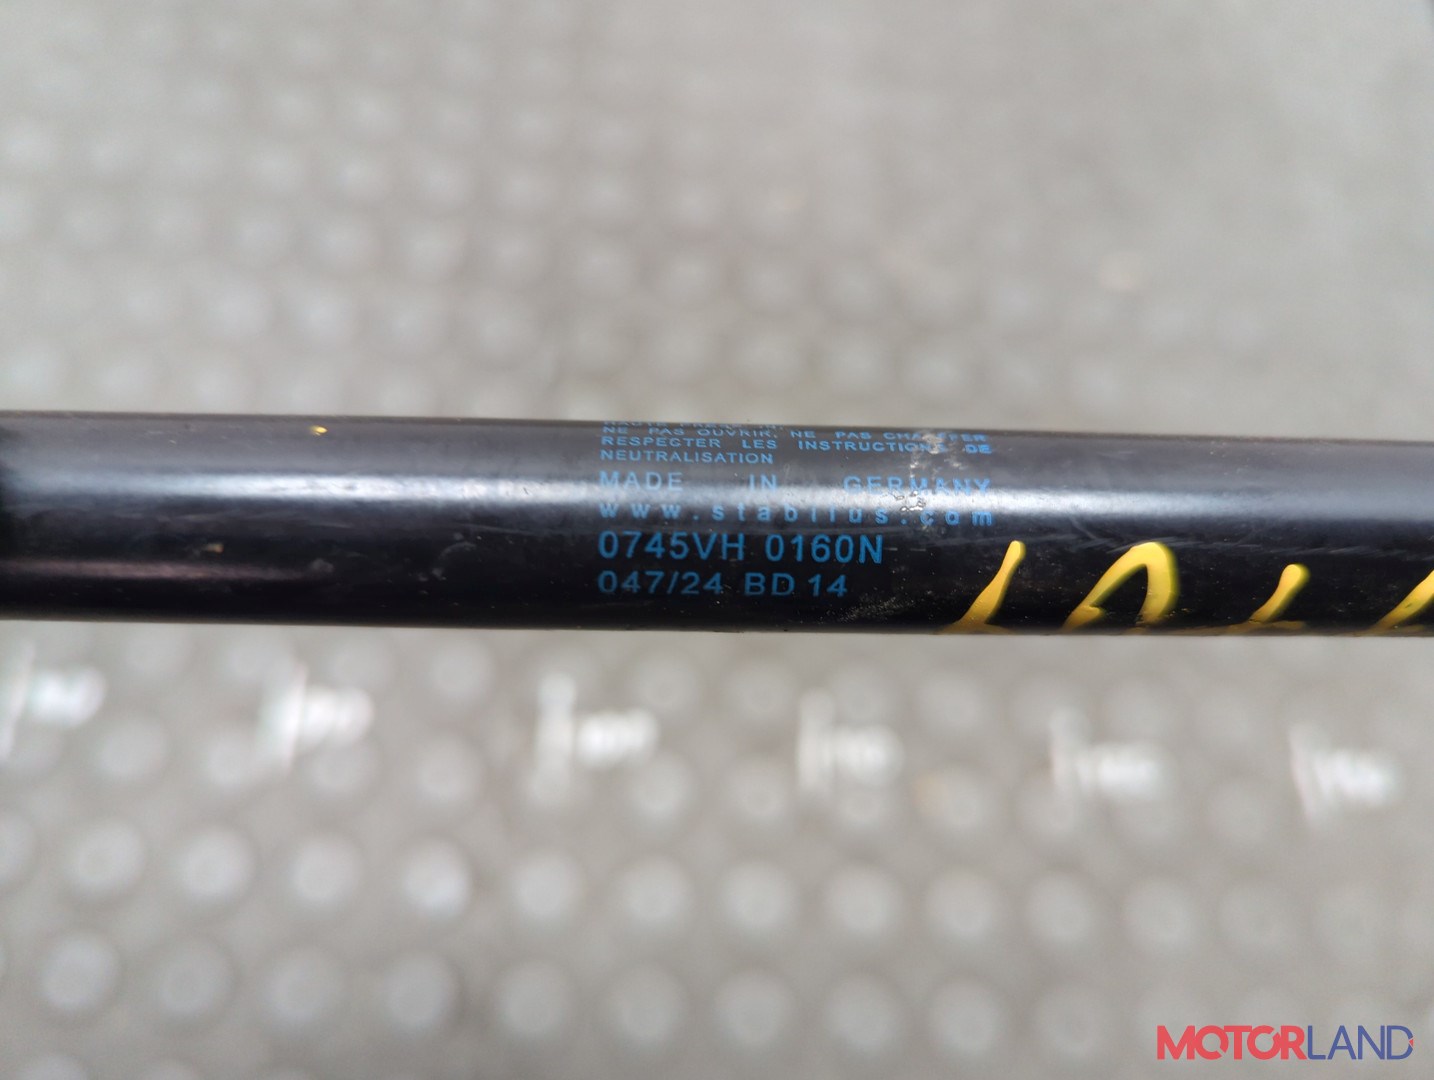 NE PAS OUVRIR, NE PAS CHAUFFER
RESPECTER LES INSTRUCTIONS DE
NEUTRALISATION
MADE IN GERMANY
www.stabilus.com
0745VH 0160N
047/24 BD 14
MOTORLAND